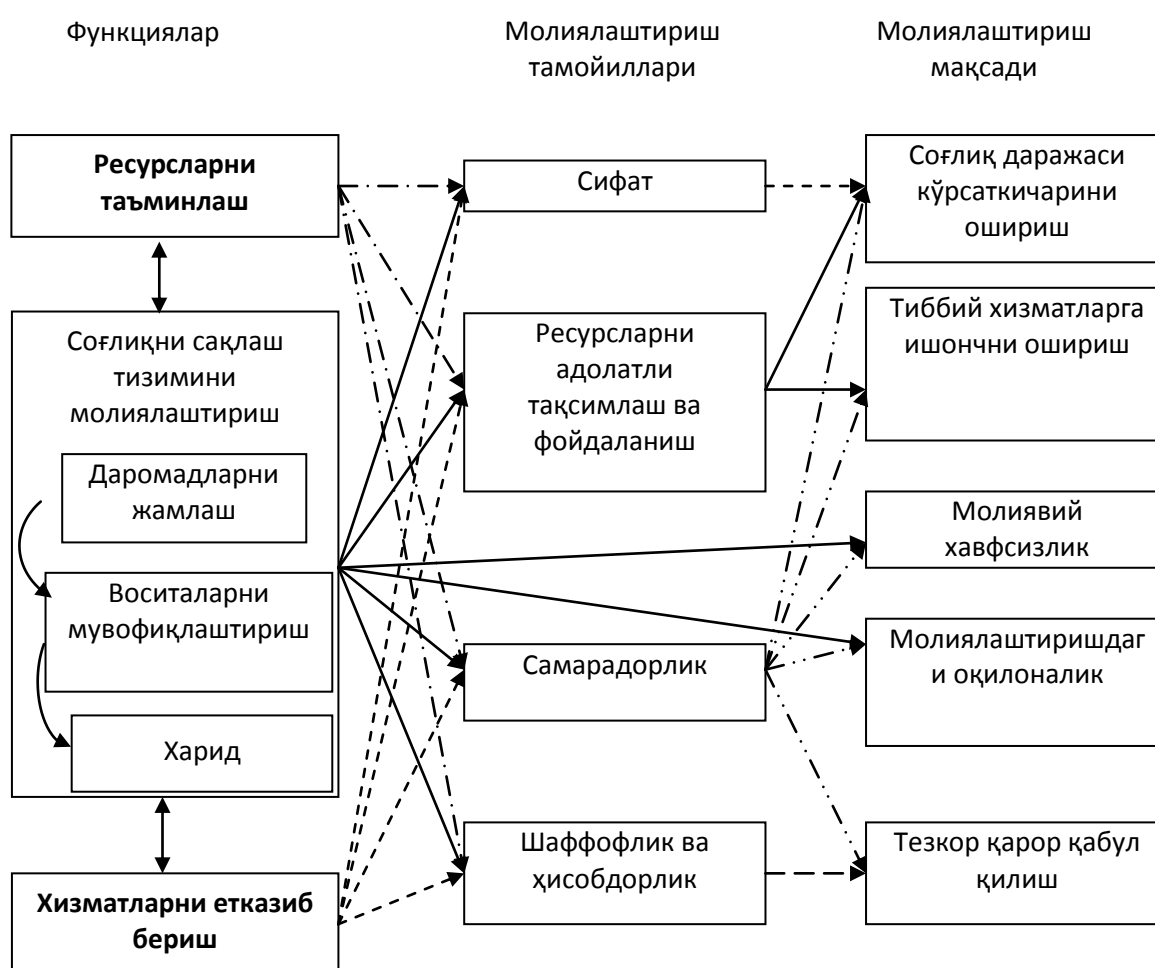 Функциялар
Молиялаштириш
тамойиллари
Молиялаштириш
мақсади
Ресурсларни
таъминлаш
Соғлиқни сақлаш
тизимини
молиялаштириш
Даромадларни
жамлаш
Воситаларни
мувофиқлаштириш
Харид
Хизматларни етказиб
бериш
Сифат
Ресурсларни
адолатли
тақсимлаш ва
фойдаланиш
Самарадорлик
Шаффофлик ва
ҳисобдорлик
Соғлиқ даражаси
кўрсаткичарини
ошириш
Тиббий хизматларга
ишончни ошириш
Молиявий
хавфсизлик
Молиялаштиришдаг
и оқилоналик
Тезкор қарор қабул
қилиш